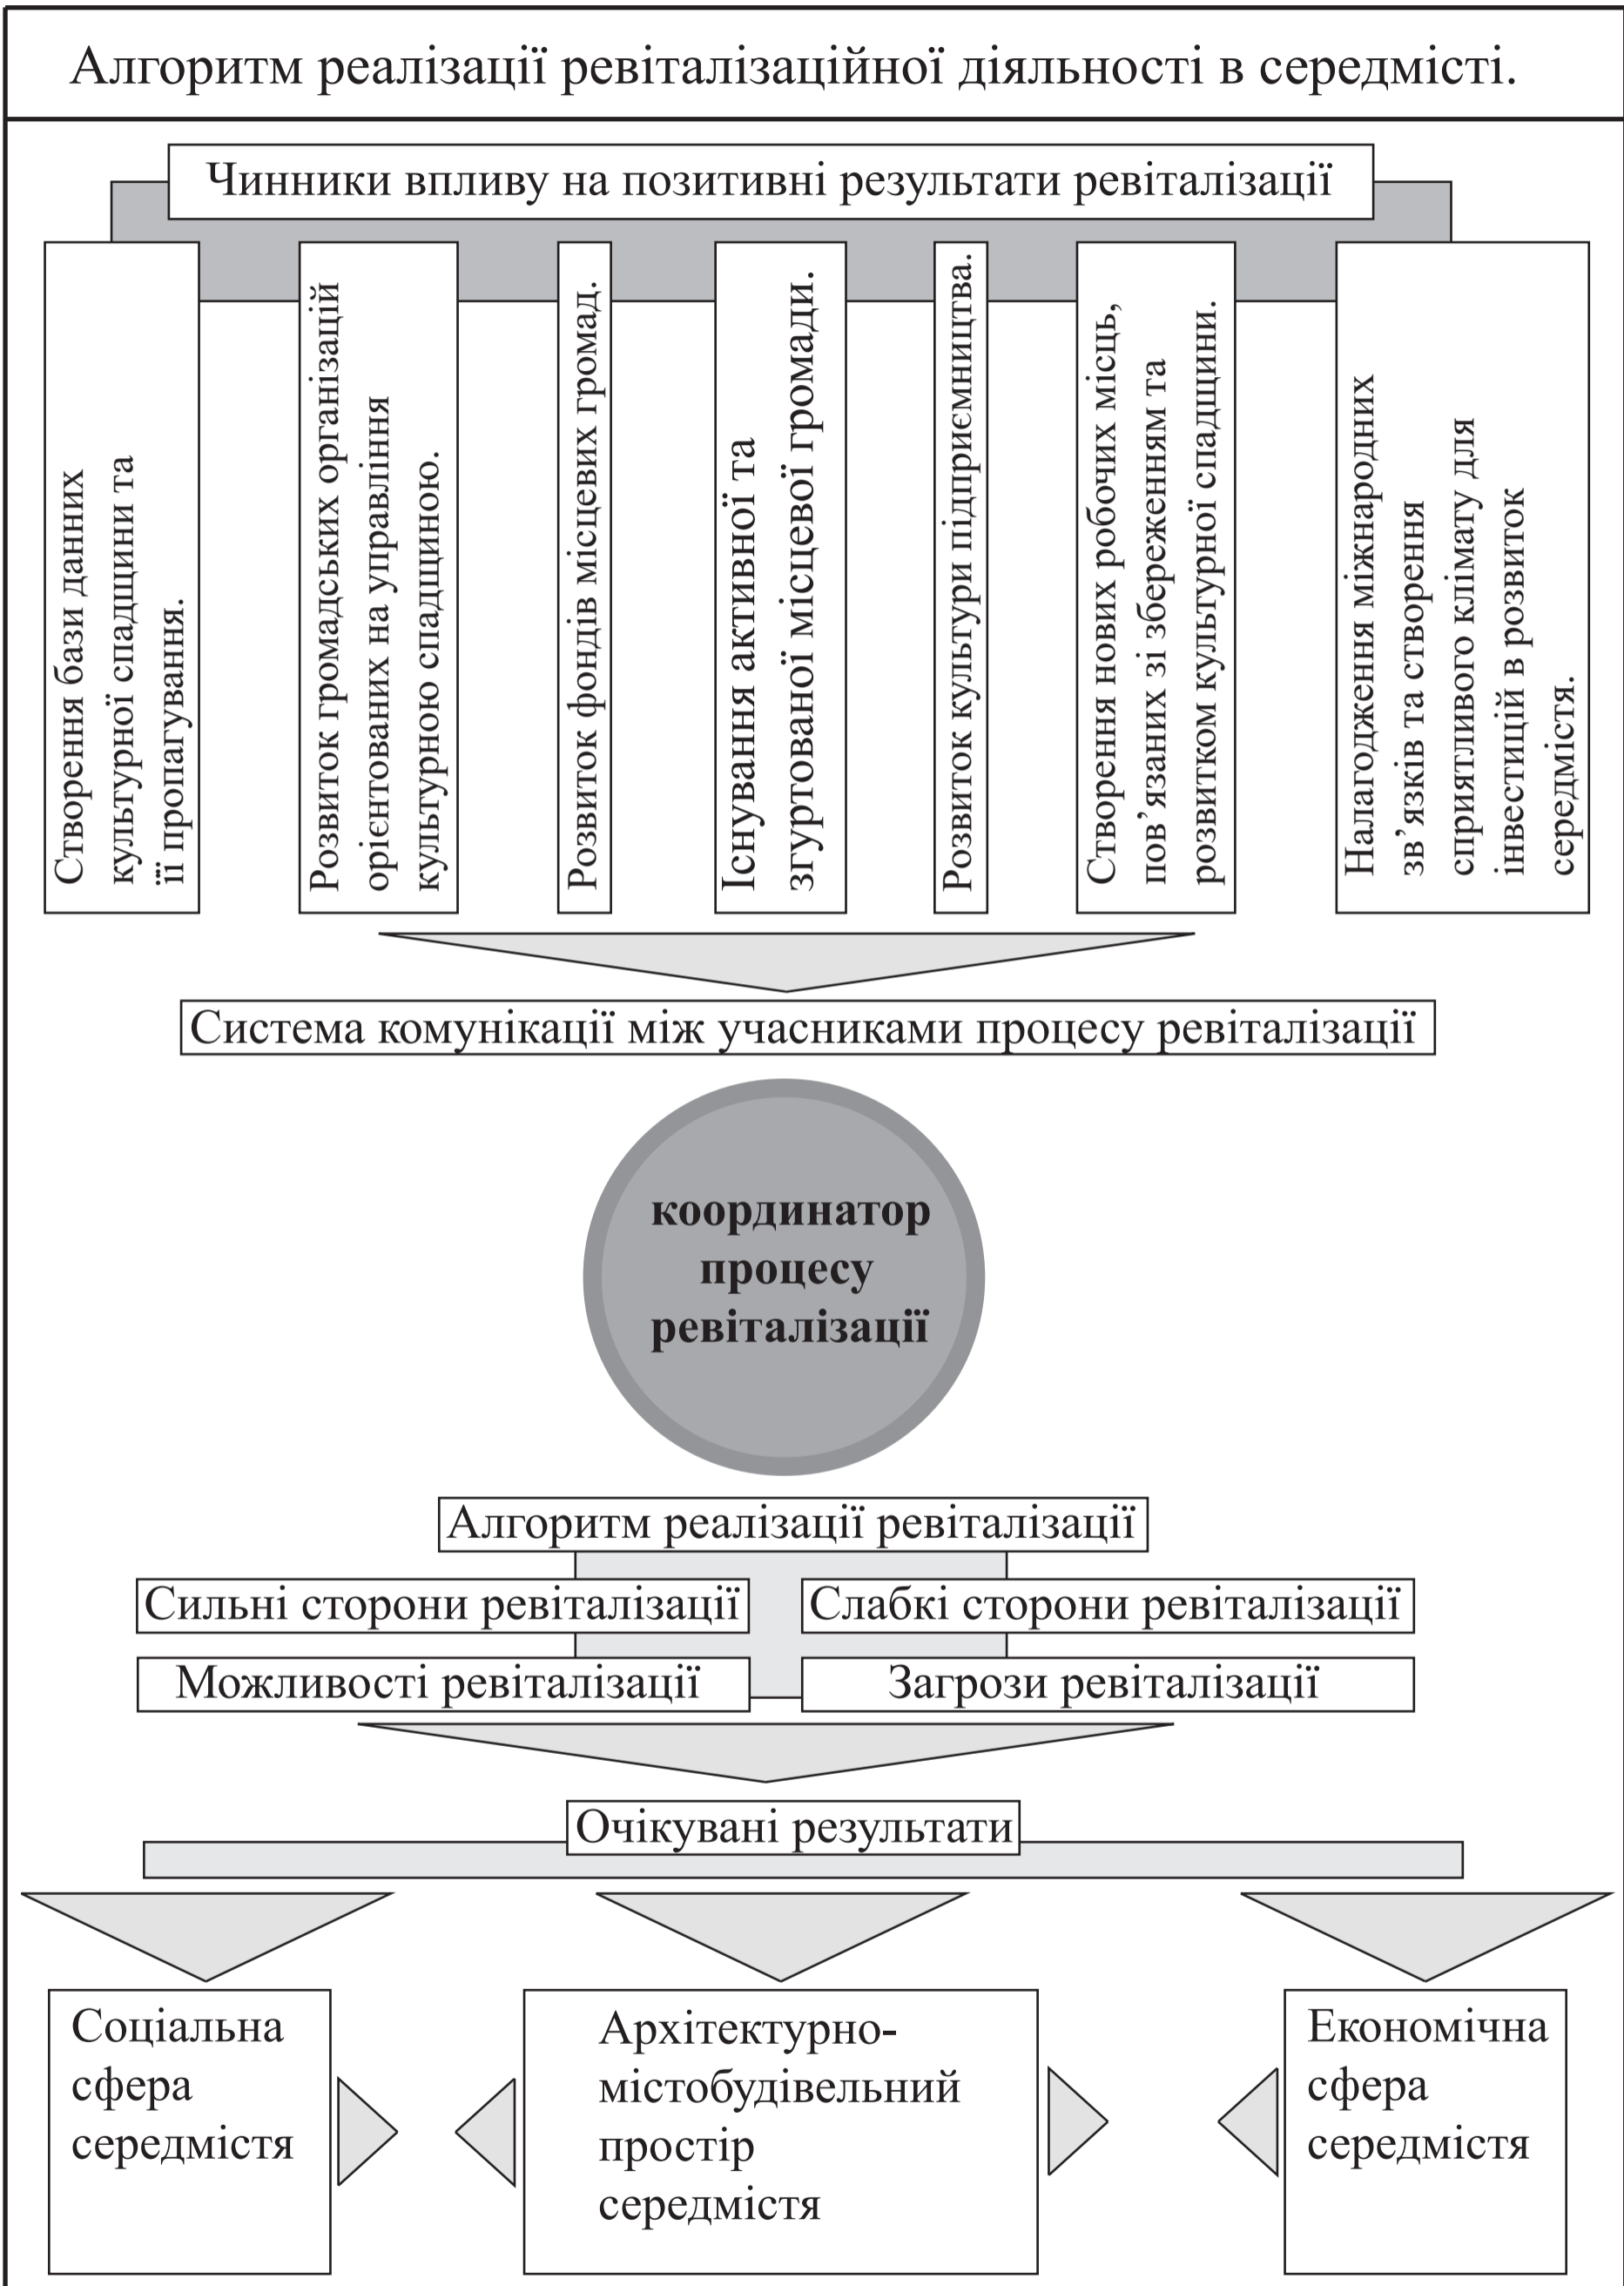 Алгоритм реалізації ревіталізаційної діяльності в середмісті.
Чинники впливу на позитивні результати ревіталізації
Створення бази данних
культурної спадщини та
її пропагування.
Розвиток громадських організацій
орієнтованих на управління
культурною спадщиною.
Розвиток фондів місцевих громад.
Існування активної та
згуртованої місцевої громади.
Розвиток культури підприємництва.
Створення нових робочих місць,
пов’язаних зі збереженням та
розвитком культурної спадщини.
Налагодження міжнародних
зв’язків та створення
сприятливого клімату для
інвестицій в розвиток
середмістя.
Система комунікації між учасниками процесу ревіталізації
координатор
процесу
ревіталізації
Алгоритм реалізації ревіталізації
Сильні сторони ревіталізації
Слабкі сторони ревіталізації
Можливості ревіталізації
Загрози ревіталізації
Очікувані результати
Соціальна
сфера
середмістя
Архітектурно-
містобудівельний
простір
середмістя
Економічна
сфера
середмістя